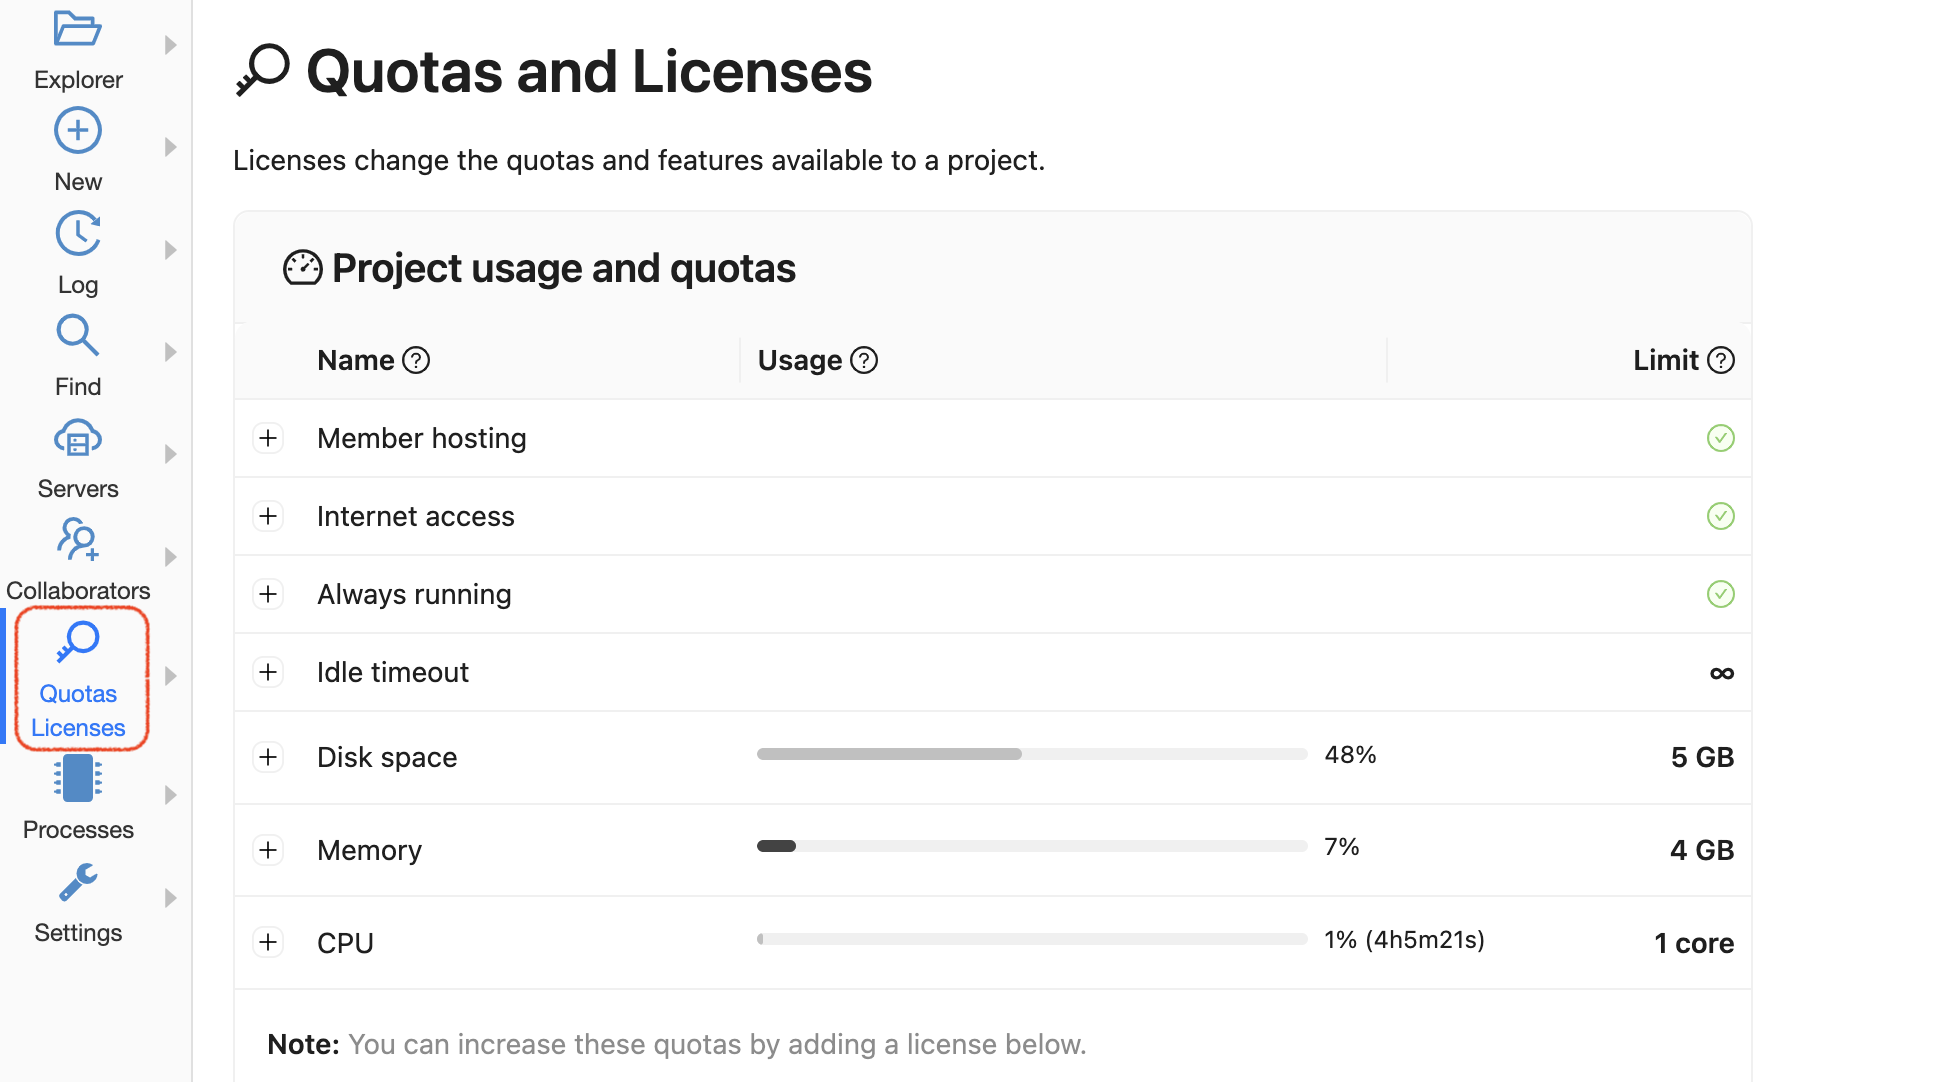 Explorer
New
Log
Find
Servers
Collaborators
Quotas
Licenses
Processes
Settings
Quotas and Licenses
Licenses change the quotas and features available to a project.
Project usage and quotas
Name ? Usage ? Limit ?
Member hosting
Internet access
Always running
Idle timeout ∞
Disk space 48% 5 GB
Memory 7% 4 GB
CPU 1% (4h5m21s) 1 core
Note: You can increase these quotas by adding a license below.